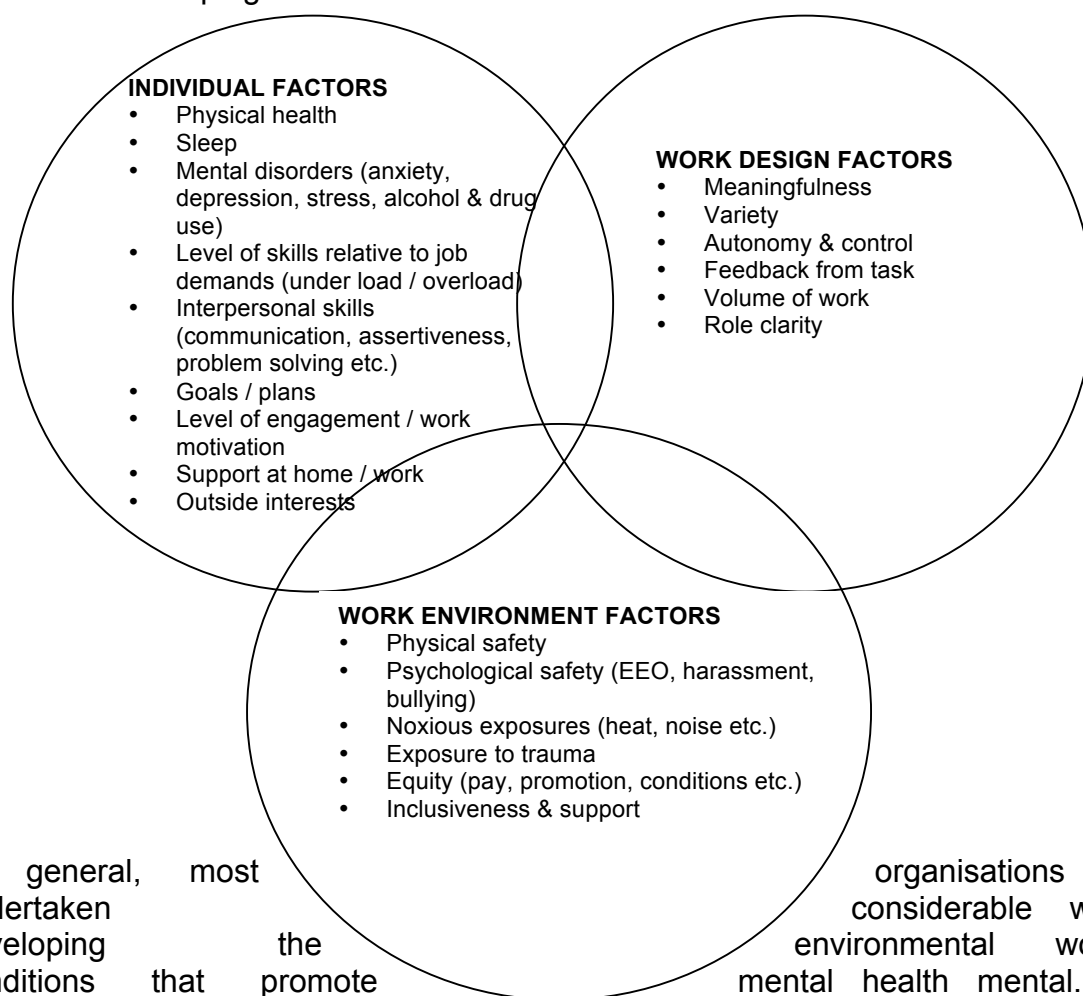 INDIVIDUAL FACTORS
• Physical health
• Sleep
• Mental disorders (anxiety,
depression, stress, alcohol & drug
use)
• Level of skills relative to job
demands (under load / overload)
• Interpersonal skills
(communication, assertiveness,
problem solving etc.)
• Goals / plans
• Level of engagement / work
motivation
• Support at home / work
• Outside interests
WORK DESIGN FACTORS
• Meaningfulness
• Variety
• Autonomy & control
• Feedback from task
• Volume of work
• Role clarity
WORK ENVIRONMENT FACTORS
• Physical safety
• Psychological safety (EEO, harassment,
bullying)
• Noxious exposures (heat, noise etc.)
• Exposure to trauma
• Equity (pay, promotion, conditions etc.)
• Inclusiveness & support
general, most organisations
dertaken considerable w
veloping the environmental wo
nditions that promote mental health mental.